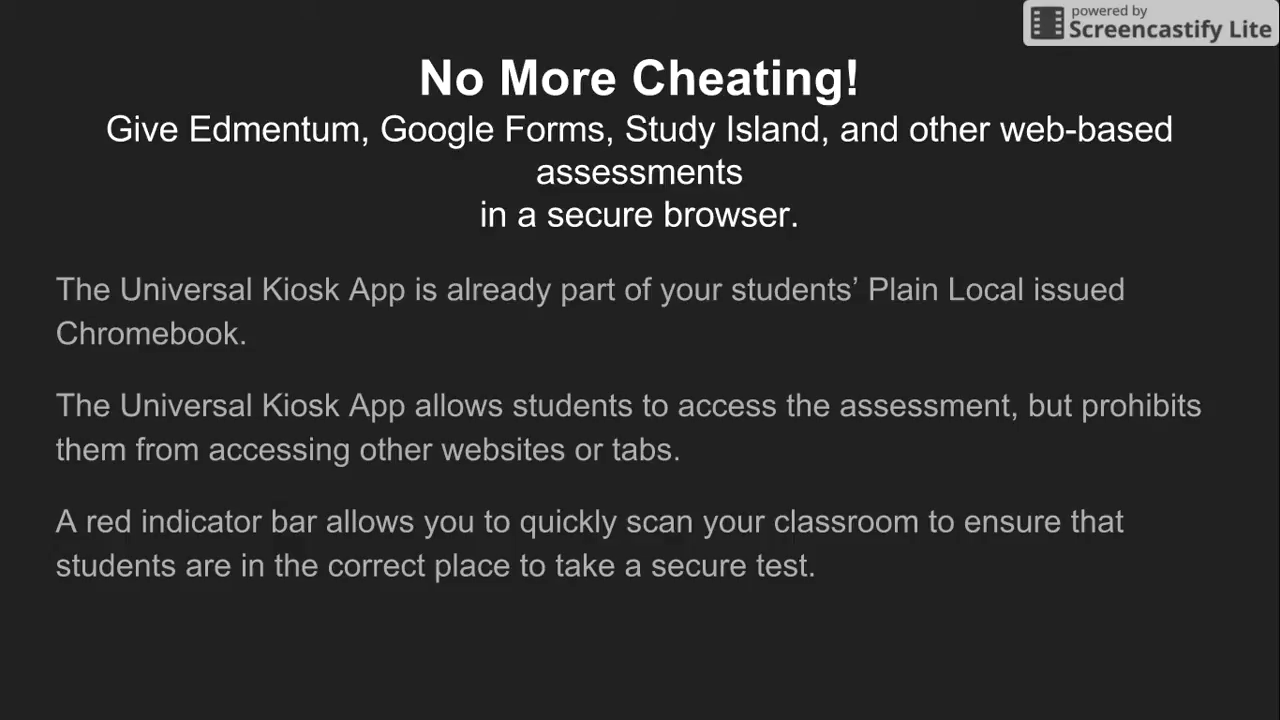 powered by
Screencastify Lite
No More Cheating!
Give Edmentum, Google Forms, Study Island, and other web-based
assessments
in a secure browser.
The Universal Kiosk App is already part of your students’ Plain Local issued
Chromebook.
The Universal Kiosk App allows students to access the assessment, but prohibits
them from accessing other websites or tabs.
A red indicator bar allows you to quickly scan your classroom to ensure that
students are in the correct place to take a secure test.